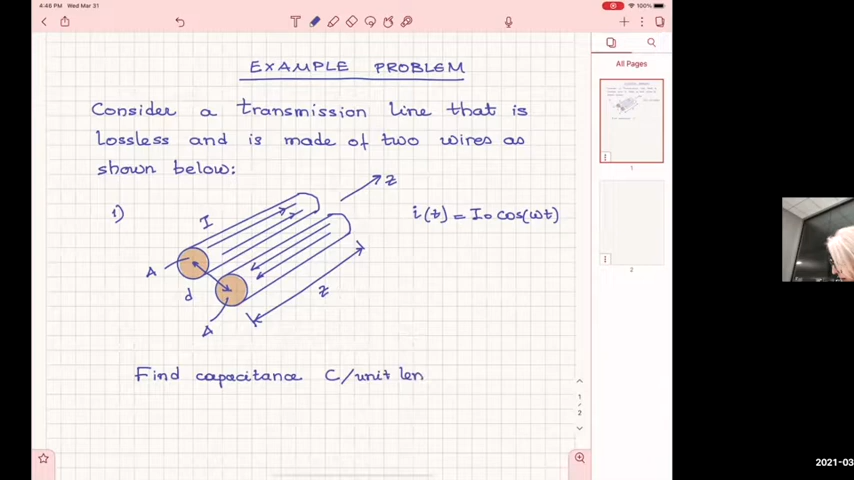 4:46 PM Wed Mar 31
100%
EXAMPLE PROBLEM
Consider a transmission line that is
lossless and is made of two wires as
shown below:
1)
I
z
i(t) = Io cos(ωt)
A
d
A
z
Find capacitance C/unit len
All Pages
1
2
1
2
2021-03